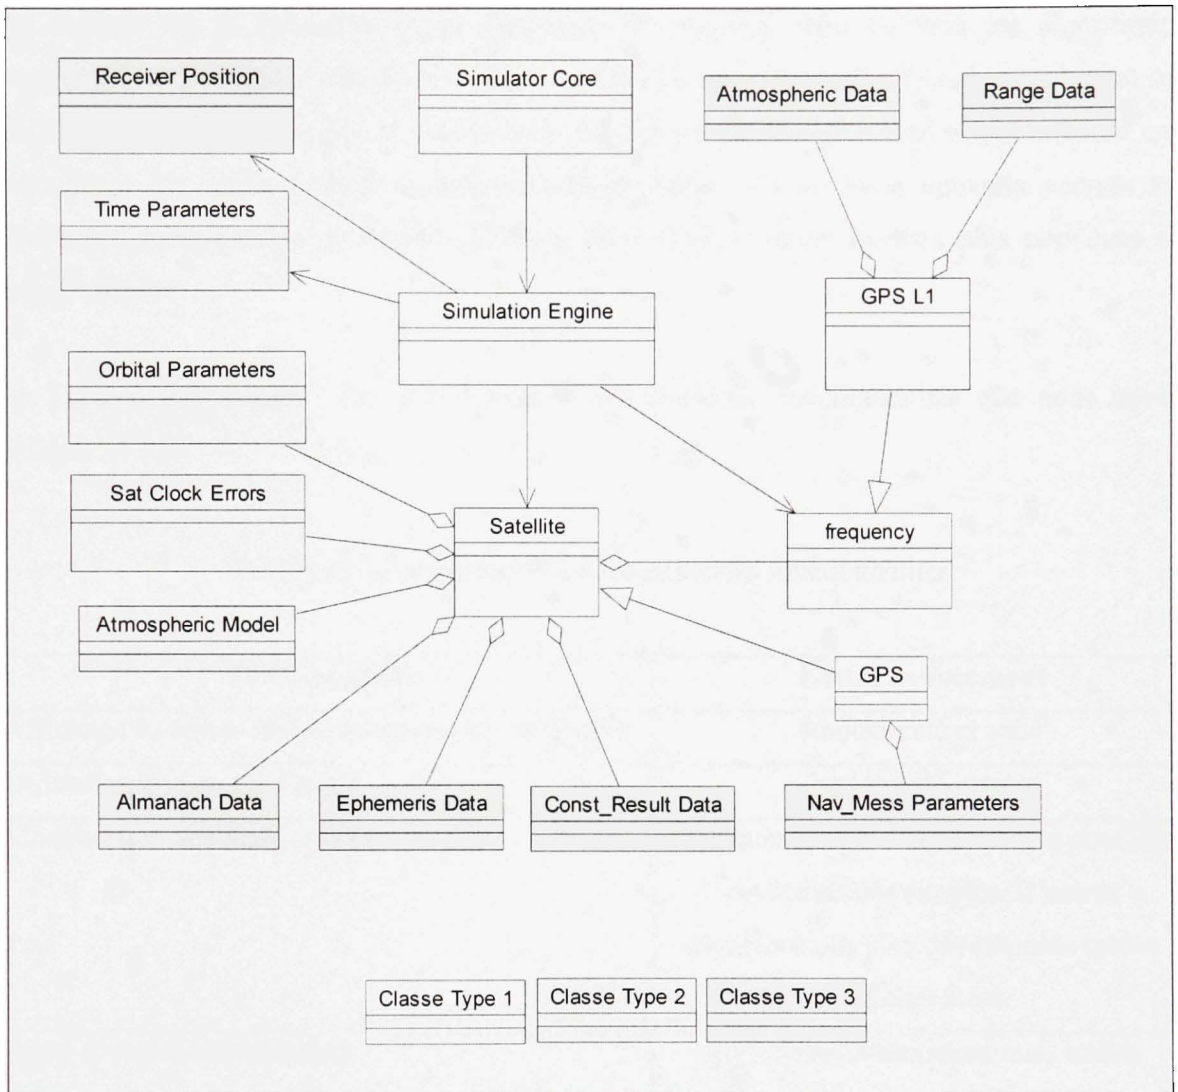 Receiver Position
Simulator Core
Atmospheric Data
Range Data
Time Parameters
Simulation Engine
GPS L1
Orbital Parameters
Sat Clock Errors
Satellite
frequency
Atmospheric Model
GPS
Almanach Data
Ephemeris Data
Const_Result Data
Nav_Mess Parameters
Classe Type 1
Classe Type 2
Classe Type 3